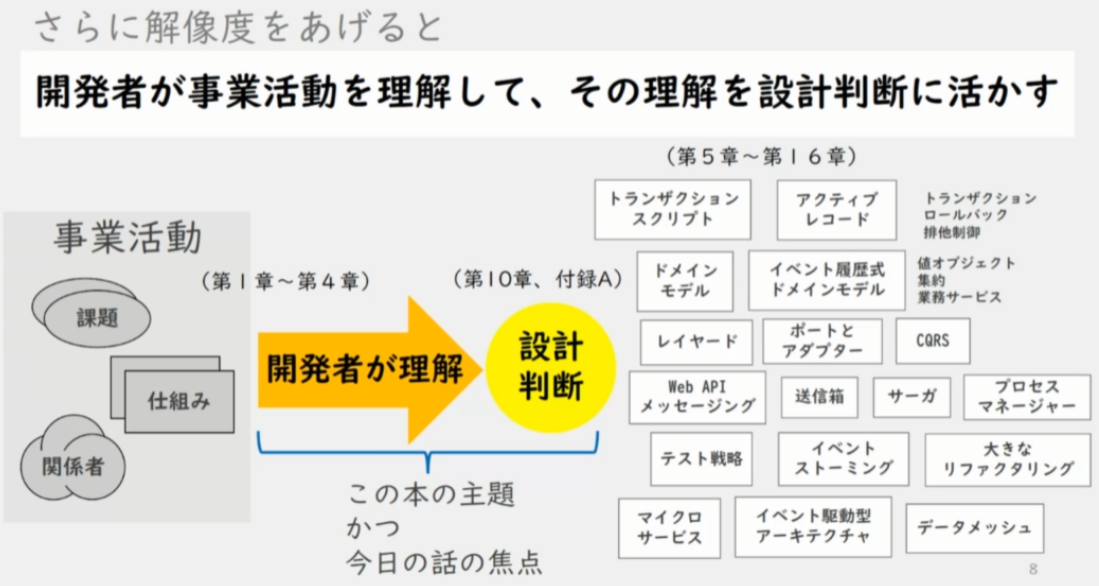 さらに解像度をあげると
開発者が事業活動を理解して、その理解を設計判断に活かす
事業活動
課題
仕組み
関係者
(第1章～第4章)
開発者が理解
(第10章、付録A)
設計
判断
この本の主題
かつ
今日の話の焦点
(第5章～第16章)
トランザクション
スクリプト
アクティブ
レコード
トランザクション
ロールバック
排他制御
ドメイン
モデル
イベント履歴式
ドメインモデル
値オブジェクト
集約
業務サービス
レイヤード
ポートと
アダプター
CQRS
Web API
メッセージング
送信箱
サーガ
プロセス
マネージャー
テスト戦略
イベント
ストーミング
大きな
リファクタリング
マイクロ
サービス
イベント駆動型
アーキテクチャ
データメッシュ
8